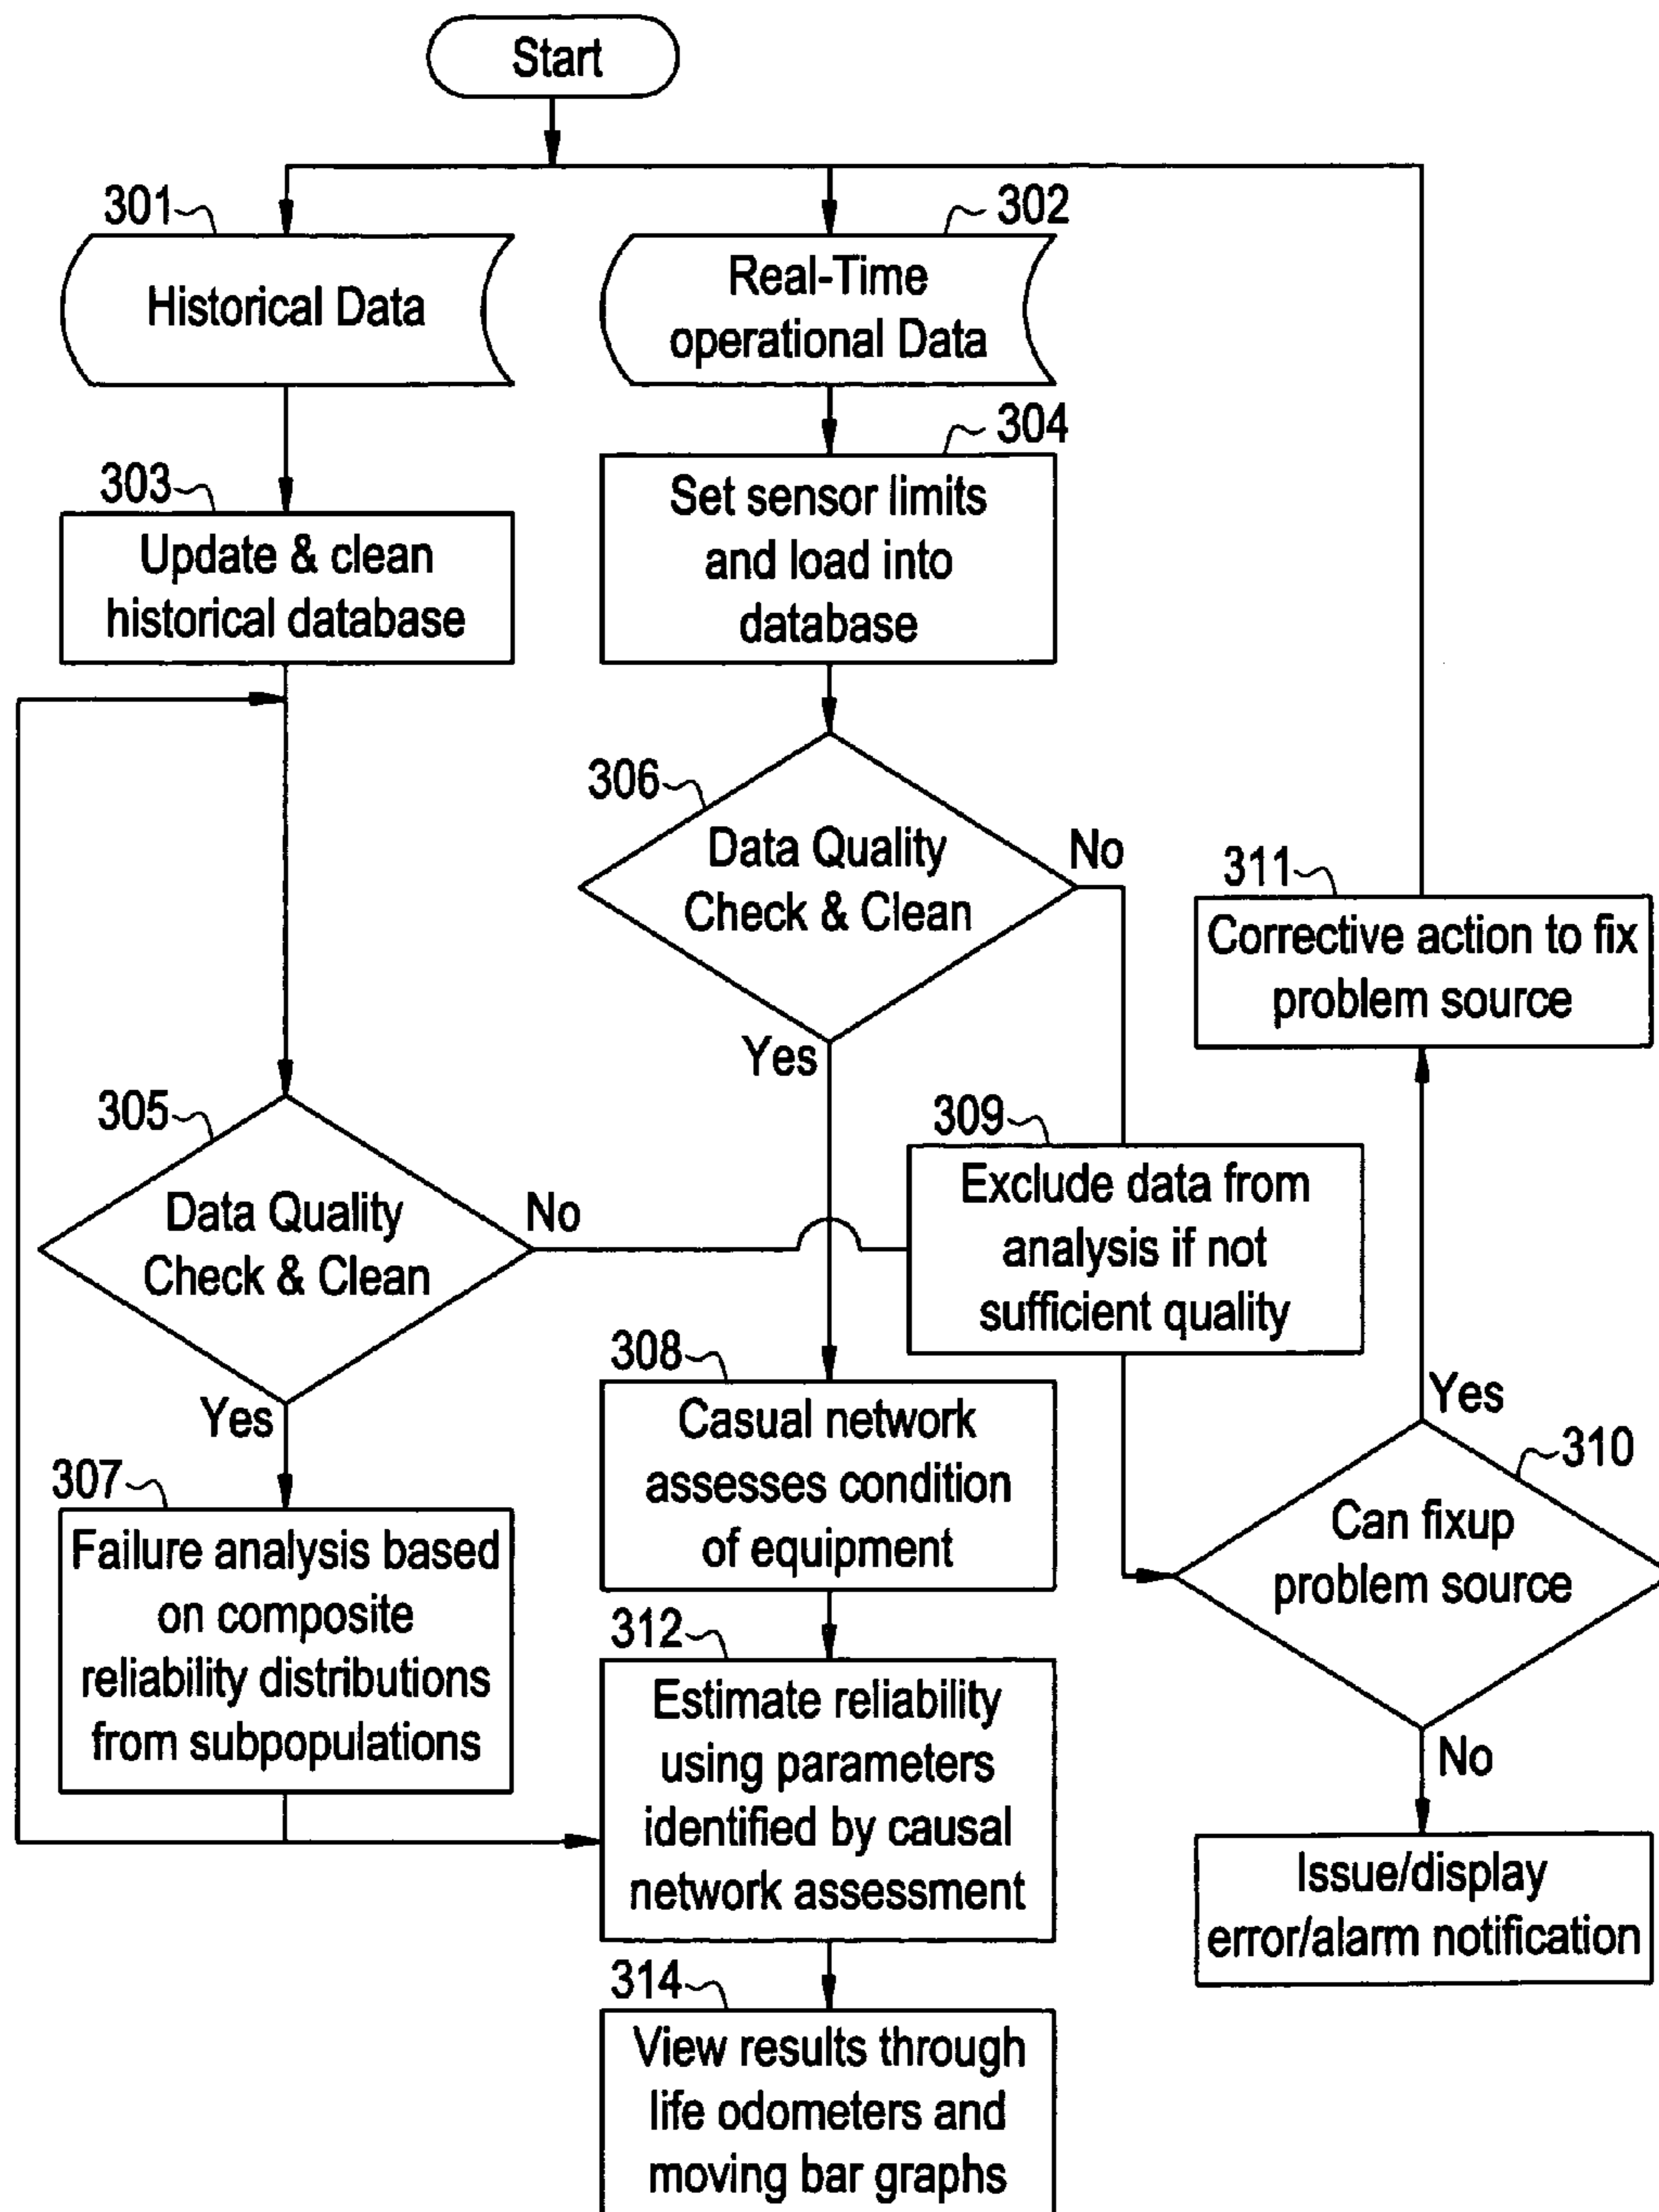 Start
301
302
Historical Data
Real-Time
operational Data
304
303
Set sensor limits
and load into
database
Update & clean
historical database
306
Data Quality
Check & Clean
No
Yes
311
Corrective action to fix
problem source
305
Data Quality
Check & Clean
No
Yes
309
Exclude data from
analysis if not
sufficient quality
308
Casual network
assesses condition
of equipment
Yes
310
Can fixup
problem source
No
307
Failure analysis based
on composite
reliability distributions
from subpopulations
312
Estimate reliability
using parameters
identified by causal
network assessment
Issue/display
error/alarm notification
314
View results through
life odometers and
moving bar graphs